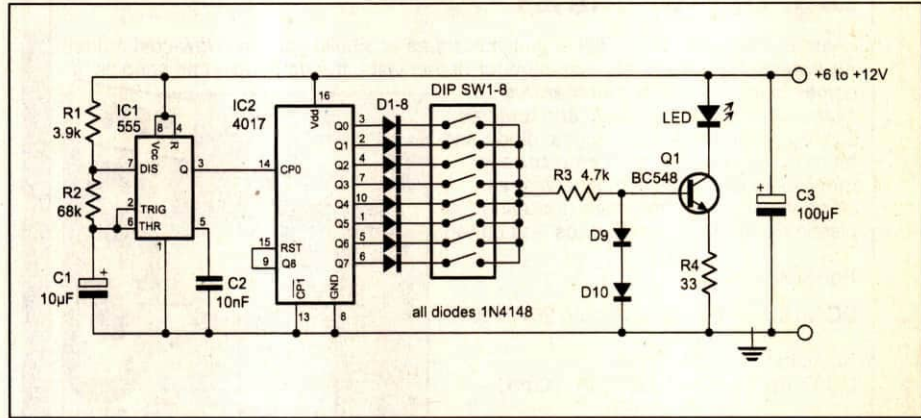 +6 to +12V
R1
3.9k
IC1
555
8
4
Vcc
R
7
DIS
Q
3
R2
68k
2
TRIG
6
THR
5
1
C1
+
10µF
C2
10nF
IC2
4017
16
Vdd
14
CP0
15
RST
9
Q8
CP1
GND
13
8
3
Q0
2
Q1
4
Q2
7
Q3
10
Q4
1
Q5
5
Q6
6
Q7
D1-8
DIP SW1-8
all diodes 1N4148
R3 4.7k
D9
D10
LED
Q1
BC548
R4
33
+
C3
100µF